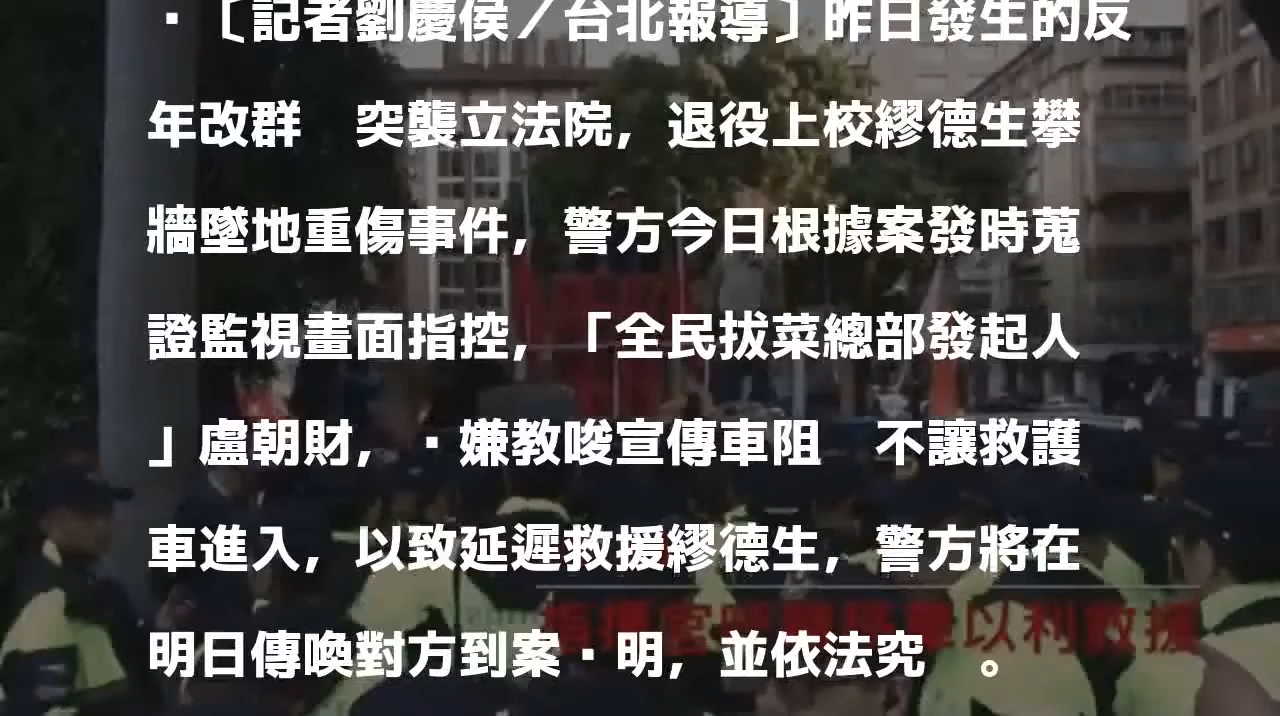 ·〔記者劉慶侯／台北報導〕昨日發生的反
年改群　突襲立法院，退役上校繆德生攀
牆墜地重傷事件，警方今日根據案發時蒐
證監視畫面指控，「全民拔菜總部發起人
」盧朝財，·嫌教唆宣傳車阻　不讓救護
車進入，以致延遲救援繆德生，警方將在
明日傳喚對方到案·明，並依法究　。
以利救援